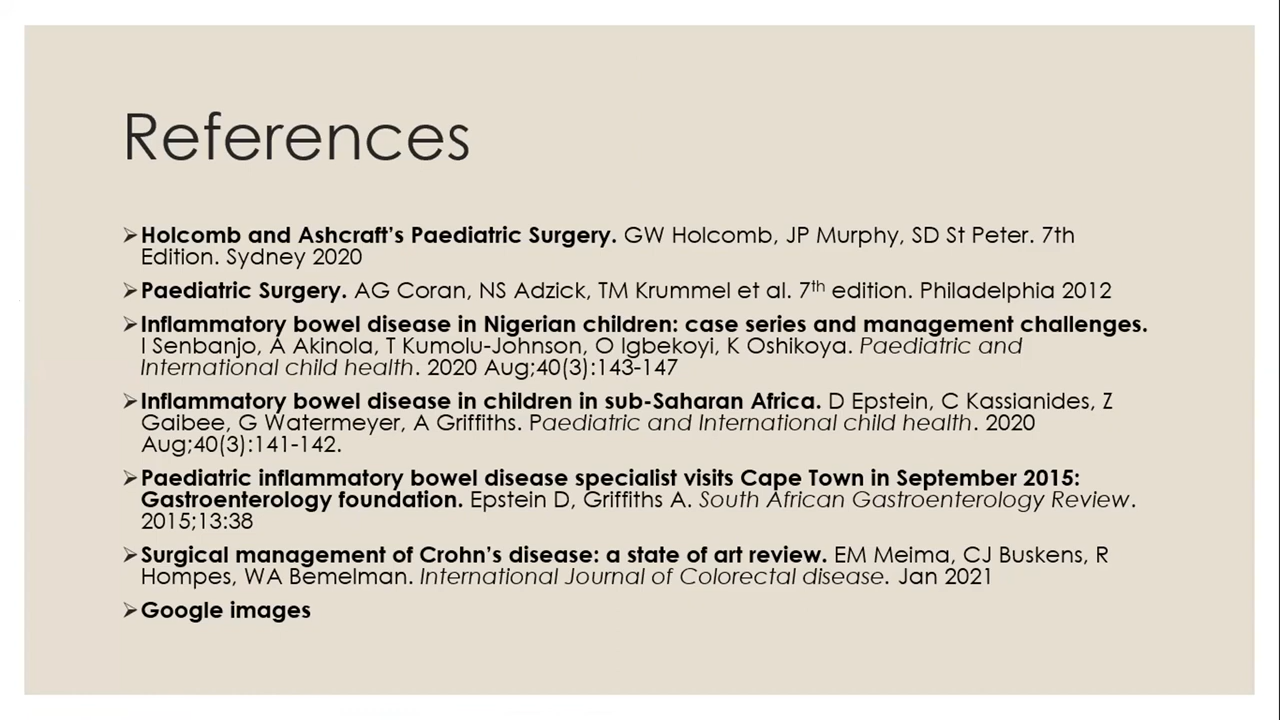 References
➢Holcomb and Ashcraft’s Paediatric Surgery. GW Holcomb, JP Murphy, SD St Peter. 7th
Edition. Sydney 2020
➢Paediatric Surgery. AG Coran, NS Adzick, TM Krummel et al. 7th edition. Philadelphia 2012
➢Inflammatory bowel disease in Nigerian children: case series and management challenges.
I Senbanjo, A Akinola, T Kumolu-Johnson, O Igbekoyi, K Oshikoya. Paediatric and
International child health. 2020 Aug;40(3):143-147
➢Inflammatory bowel disease in children in sub-Saharan Africa. D Epstein, C Kassianides, Z
Gaibee, G Watermeyer, A Griffiths. Paediatric and International child health. 2020
Aug;40(3):141-142.
➢Paediatric inflammatory bowel disease specialist visits Cape Town in September 2015:
Gastroenterology foundation. Epstein D, Griffiths A. South African Gastroenterology Review.
2015;13:38
➢Surgical management of Crohn’s disease: a state of art review. EM Meima, CJ Buskens, R
Hompes, WA Bemelman. International Journal of Colorectal disease. Jan 2021
➢Google images